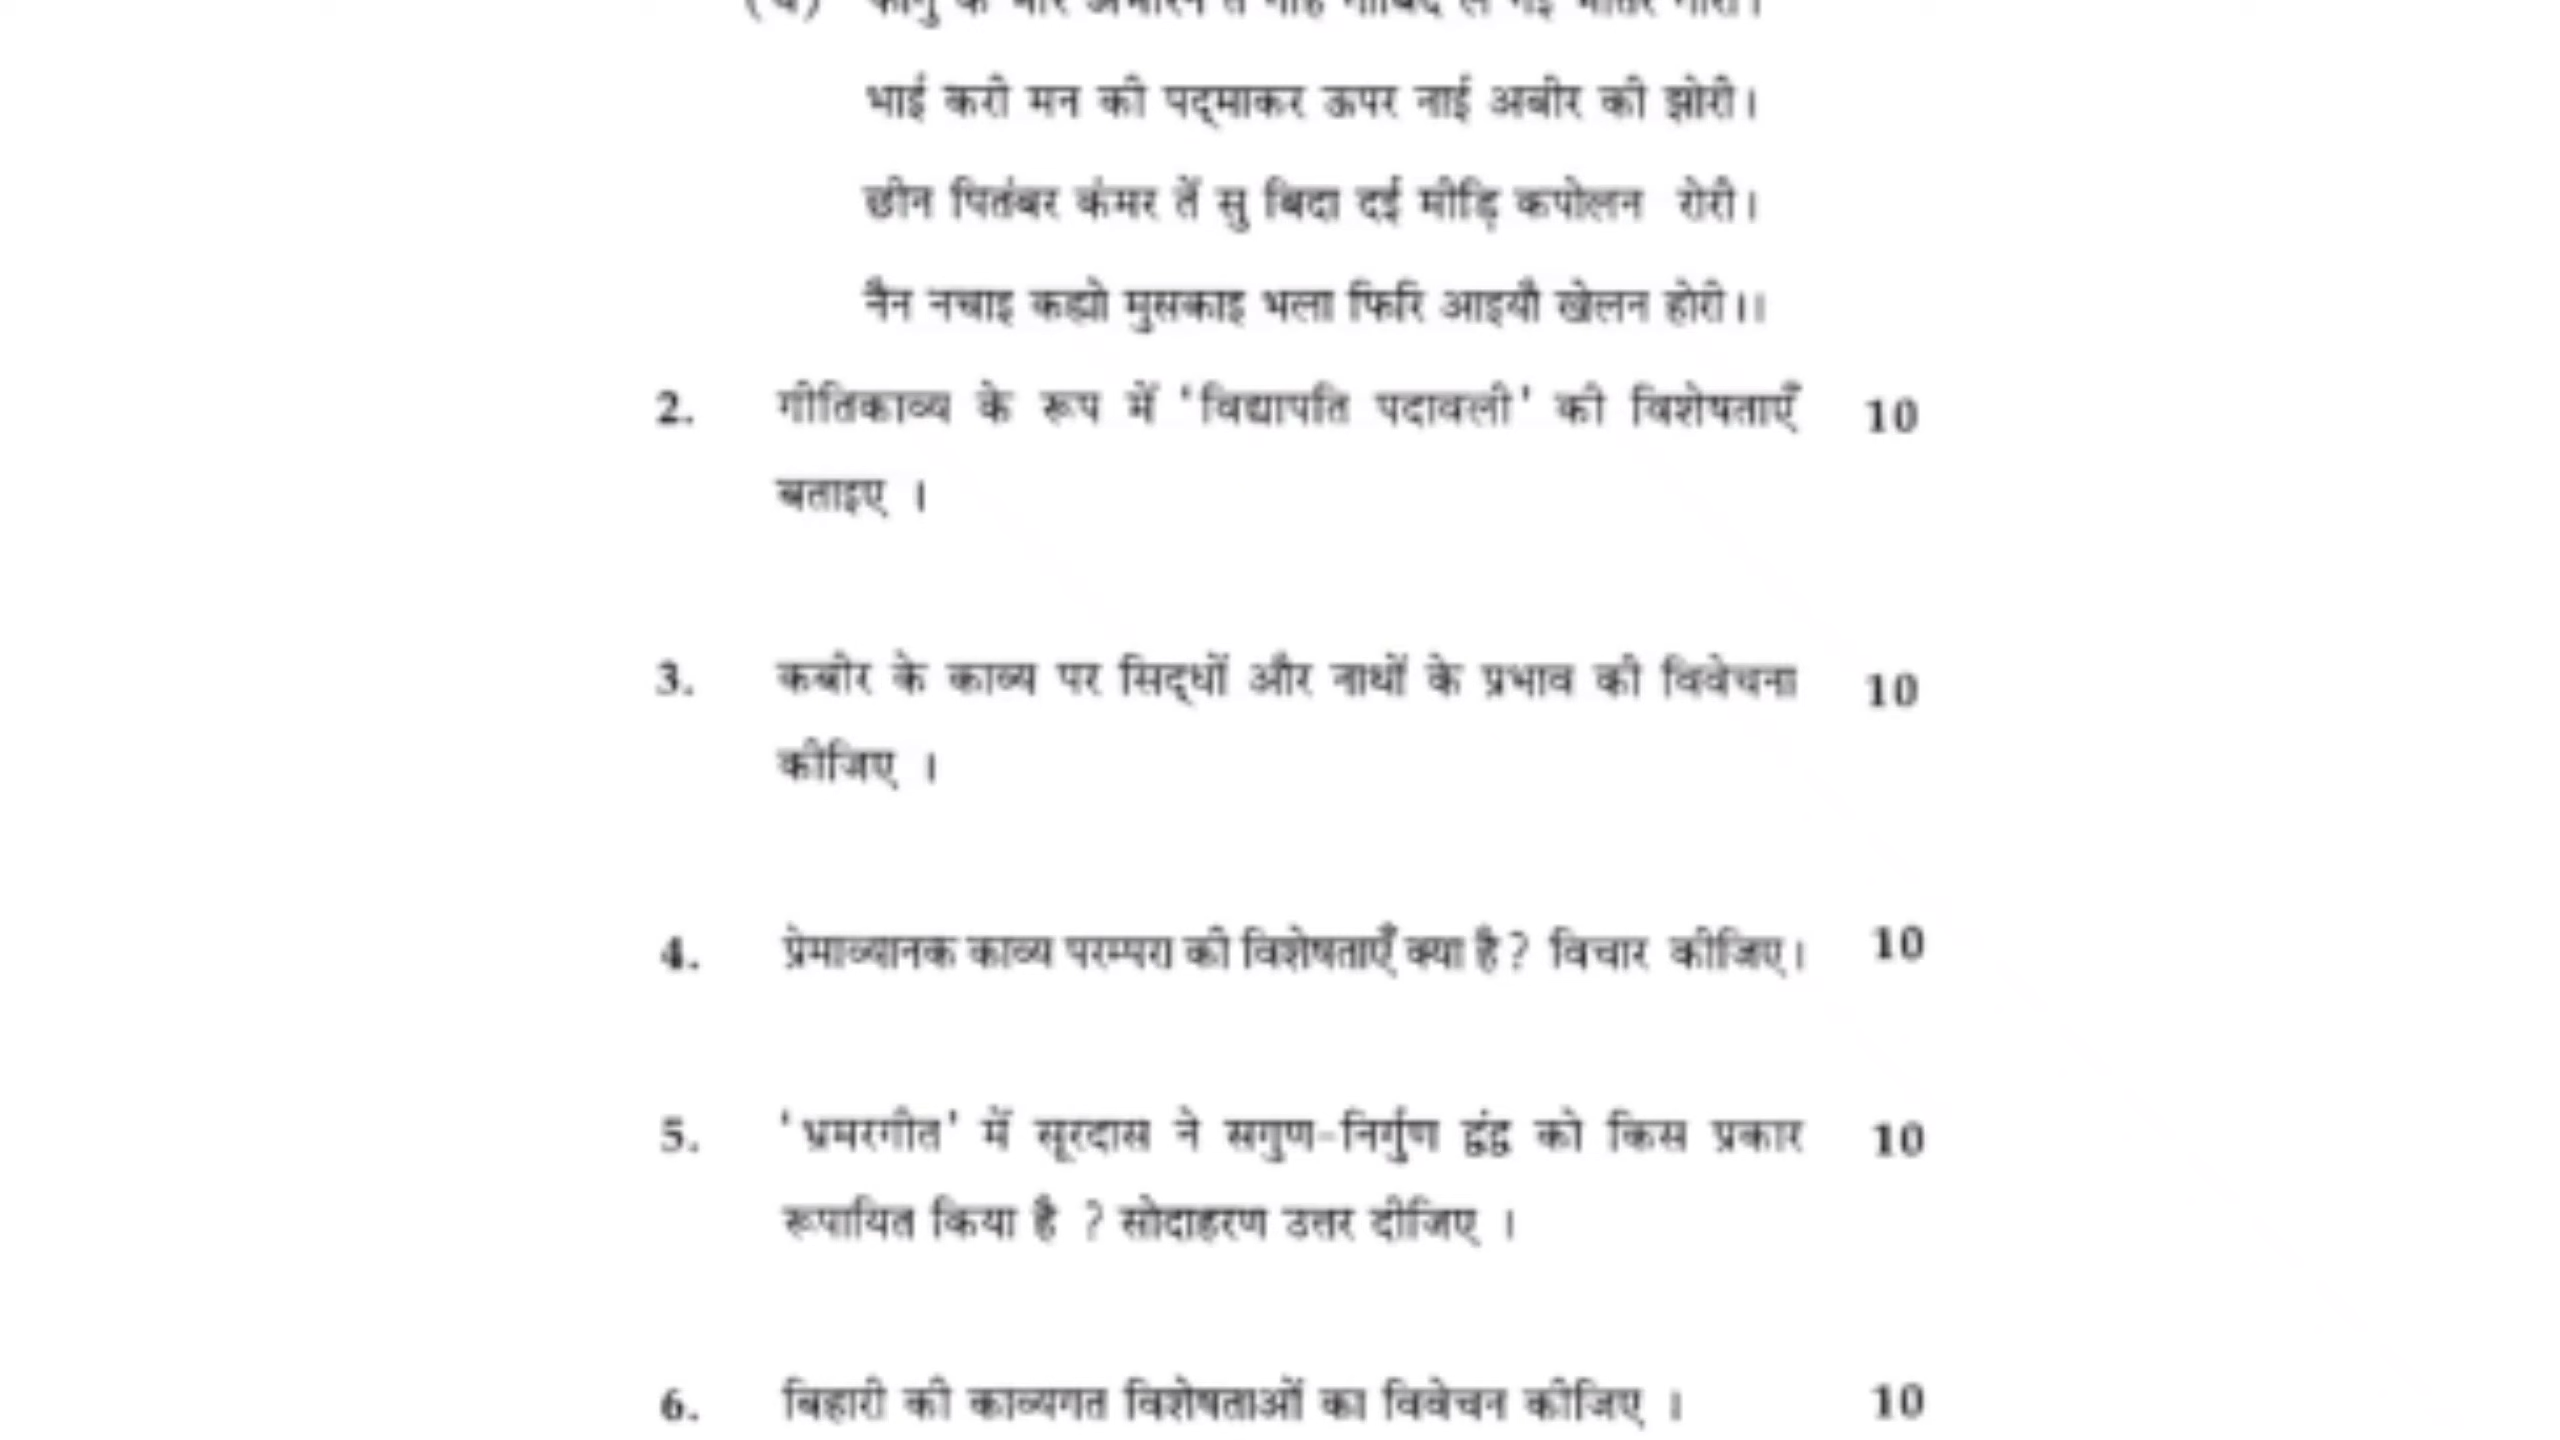 भाई करी मन की पद्माकर ऊपर नाई अबीर की झोरी।
छीन पितंबर कंमर तें सु बिदा दई मीड़ि कपोलन रोरी।
नैन नचाइ कह्यो मुसकाइ भला फिरि आइयौ खेलन होरी।।
2. गीतिकाव्य के रूप में 'विद्यापति पदावली' की विशेषताएँ 10
बताइए ।
3. कबीर के काव्य पर सिद्धों और नाथों के प्रभाव की विवेचना 10
कीजिए ।
4. प्रेमाख्यानक काव्य परम्परा की विशेषताएँ क्या है? विचार कीजिए। 10
5. 'भ्रमरगीत' में सूरदास ने सगुण-निर्गुण द्वंद्व को किस प्रकार 10
रूपायित किया है ? सोदाहरण उत्तर दीजिए ।
6. बिहारी की काव्यगत विशेषताओं का विवेचन कीजिए । 10